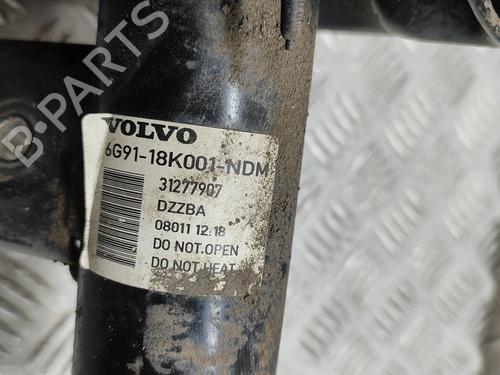 B-PARTS
VOLVO
6G91-18K001-NDM
31277907
DZZBA
08011 12:18
DO NOT.OPEN
DO NOT.HEAT